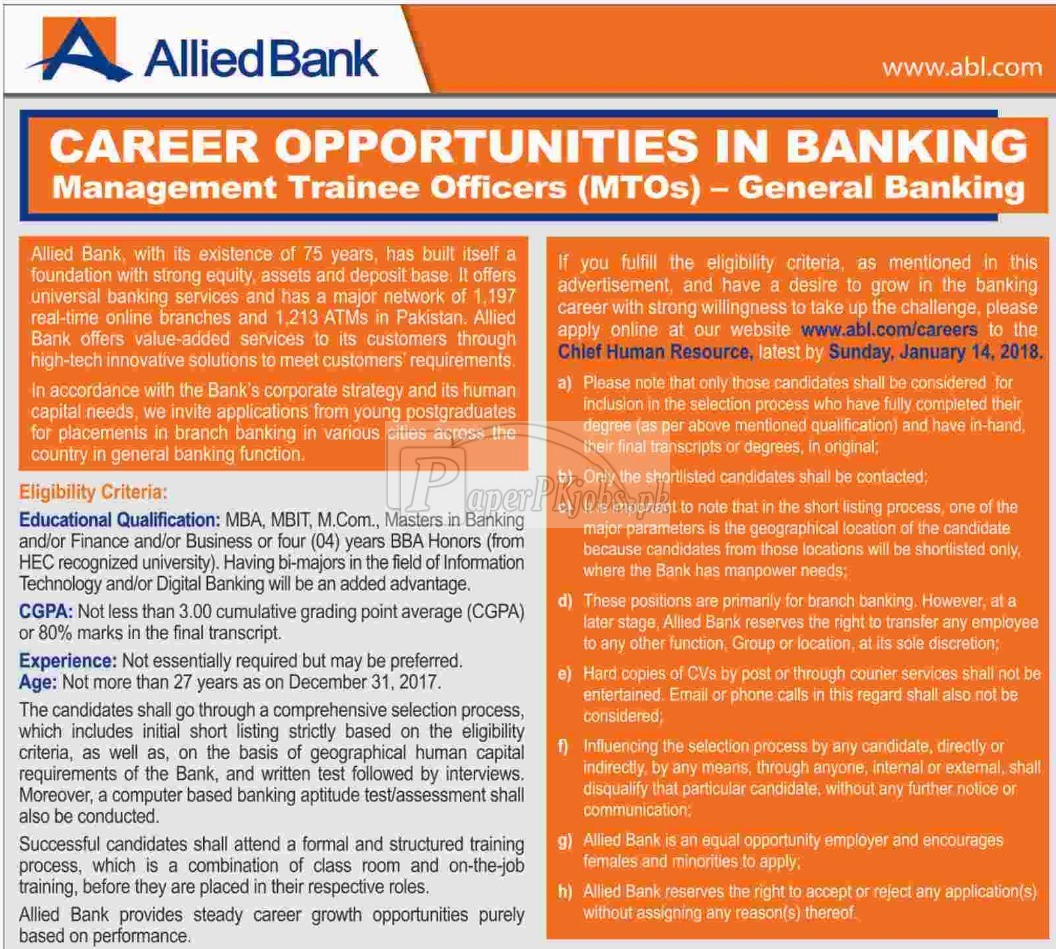 Allied Bank
www.abl.com
CAREER OPPORTUNITIES IN BANKING
Management Trainee Officers (MTOs) – General Banking
Allied Bank, with its existence of 75 years, has built itself a
foundation with strong equity, assets and deposit base. It offers
universal banking services and has a major network of 1,197
real-time online branches and 1,213 ATMs in Pakistan. Allied
Bank offers value-added services to its customers through
high-tech innovative solutions to meet customers' requirements.
In accordance with the Bank's corporate strategy and its human
capital needs, we invite applications from young postgraduates
for placements in branch banking in various cities across the
country in general banking function.
Eligibility Criteria:
Educational Qualification: MBA, MBIT, M.Com., Masters in Banking
and/or Finance and/or Business or four (04) years BBA Honors (from
HEC recognized university). Having bi-majors in the field of Information
Technology and/or Digital Banking will be an added advantage.
CGPA: Not less than 3.00 cumulative grading point average (CGPA)
or 80% marks in the final transcript.
Experience: Not essentially required but may be preferred.
Age: Not more than 27 years as on December 31, 2017.
The candidates shall go through a comprehensive selection process,
which includes initial short listing strictly based on the eligibility
criteria, as well as, on the basis of geographical human capital
requirements of the Bank, and written test followed by interviews.
Moreover, a computer based banking aptitude test/assessment shall
also be conducted.
Successful candidates shall attend a formal and structured training
process, which is a combination of class room and on-the-job
training, before they are placed in their respective roles.
Allied Bank provides steady career growth opportunities purely
based on performance.
If you fulfill the eligibility criteria, as mentioned in this
advertisement, and have a desire to grow in the banking
career with strong willingness to take up the challenge, please
apply online at our website www.abl.com/careers to the
Chief Human Resource, latest by Sunday, January 14, 2018.
a) Please note that only those candidates shall be considered for
inclusion in the selection process who have fully completed their
degree (as per above mentioned qualification) and have in-hand,
their final transcripts or degrees, in original;
b) Only the shortlisted candidates shall be contacted;
c) It is important to note that in the short listing process, one of the
major parameters is the geographical location of the candidate
because candidates from those locations will be shortlisted only,
where the Bank has manpower needs;
d) These positions are primarily for branch banking. However, at a
later stage, Allied Bank reserves the right to transfer any employee
to any other function, Group or location, at its sole discretion;
e) Hard copies of CVs by post or through courier services shall not be
entertained. Email or phone calls in this regard shall also not be
considered;
f) Influencing the selection process by any candidate, directly or
indirectly, by any means, through anyone, internal or external, shall
disqualify that particular candidate, without any further notice or
communication;
g) Allied Bank is an equal opportunity employer and encourages
females and minorities to apply;
h) Allied Bank reserves the right to accept or reject any application(s)
without assigning any reason(s) thereof.
PaperPkjobs.pk